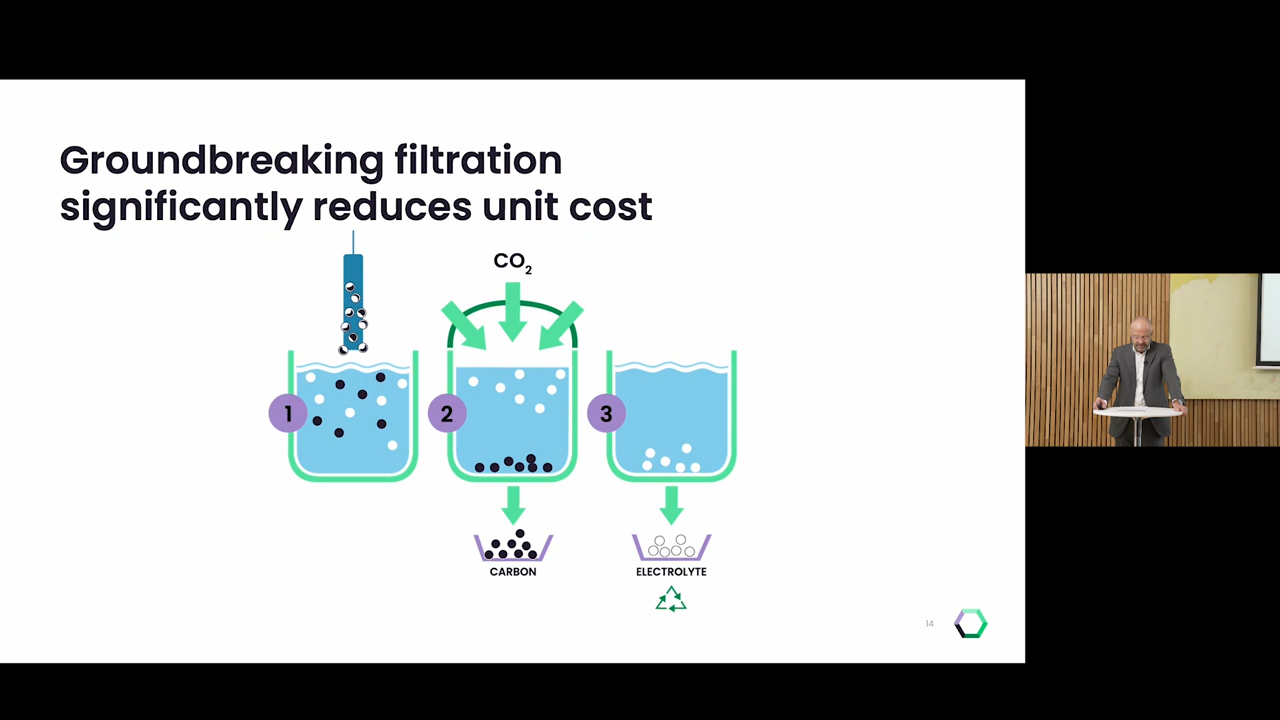 Groundbreaking filtration
significantly reduces unit cost
CO₂
1
2
3
CARBON
ELECTROLYTE
14